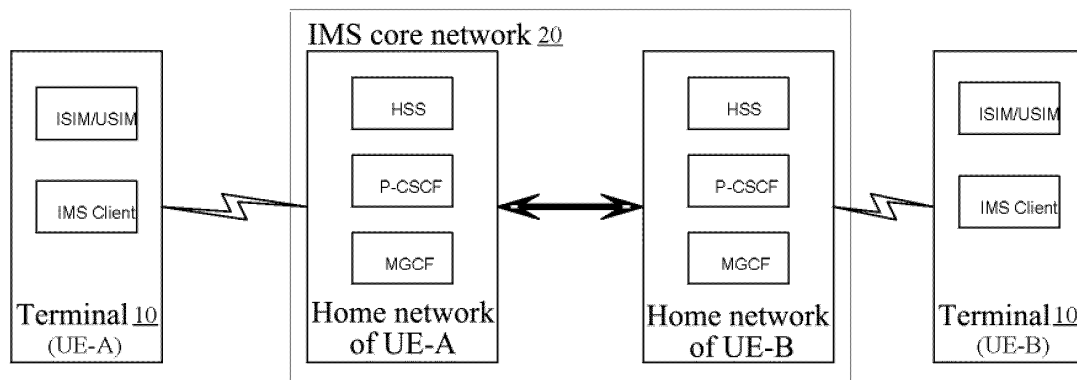 IMS core network 20
ISIM/USIM
IMS Client
Terminal 10
(UE-A)
HSS
P-CSCF
MGCF
Home network
of UE-A
HSS
P-CSCF
MGCF
Home network
of UE-B
ISIM/USIM
IMS Client
Terminal 10
(UE-B)